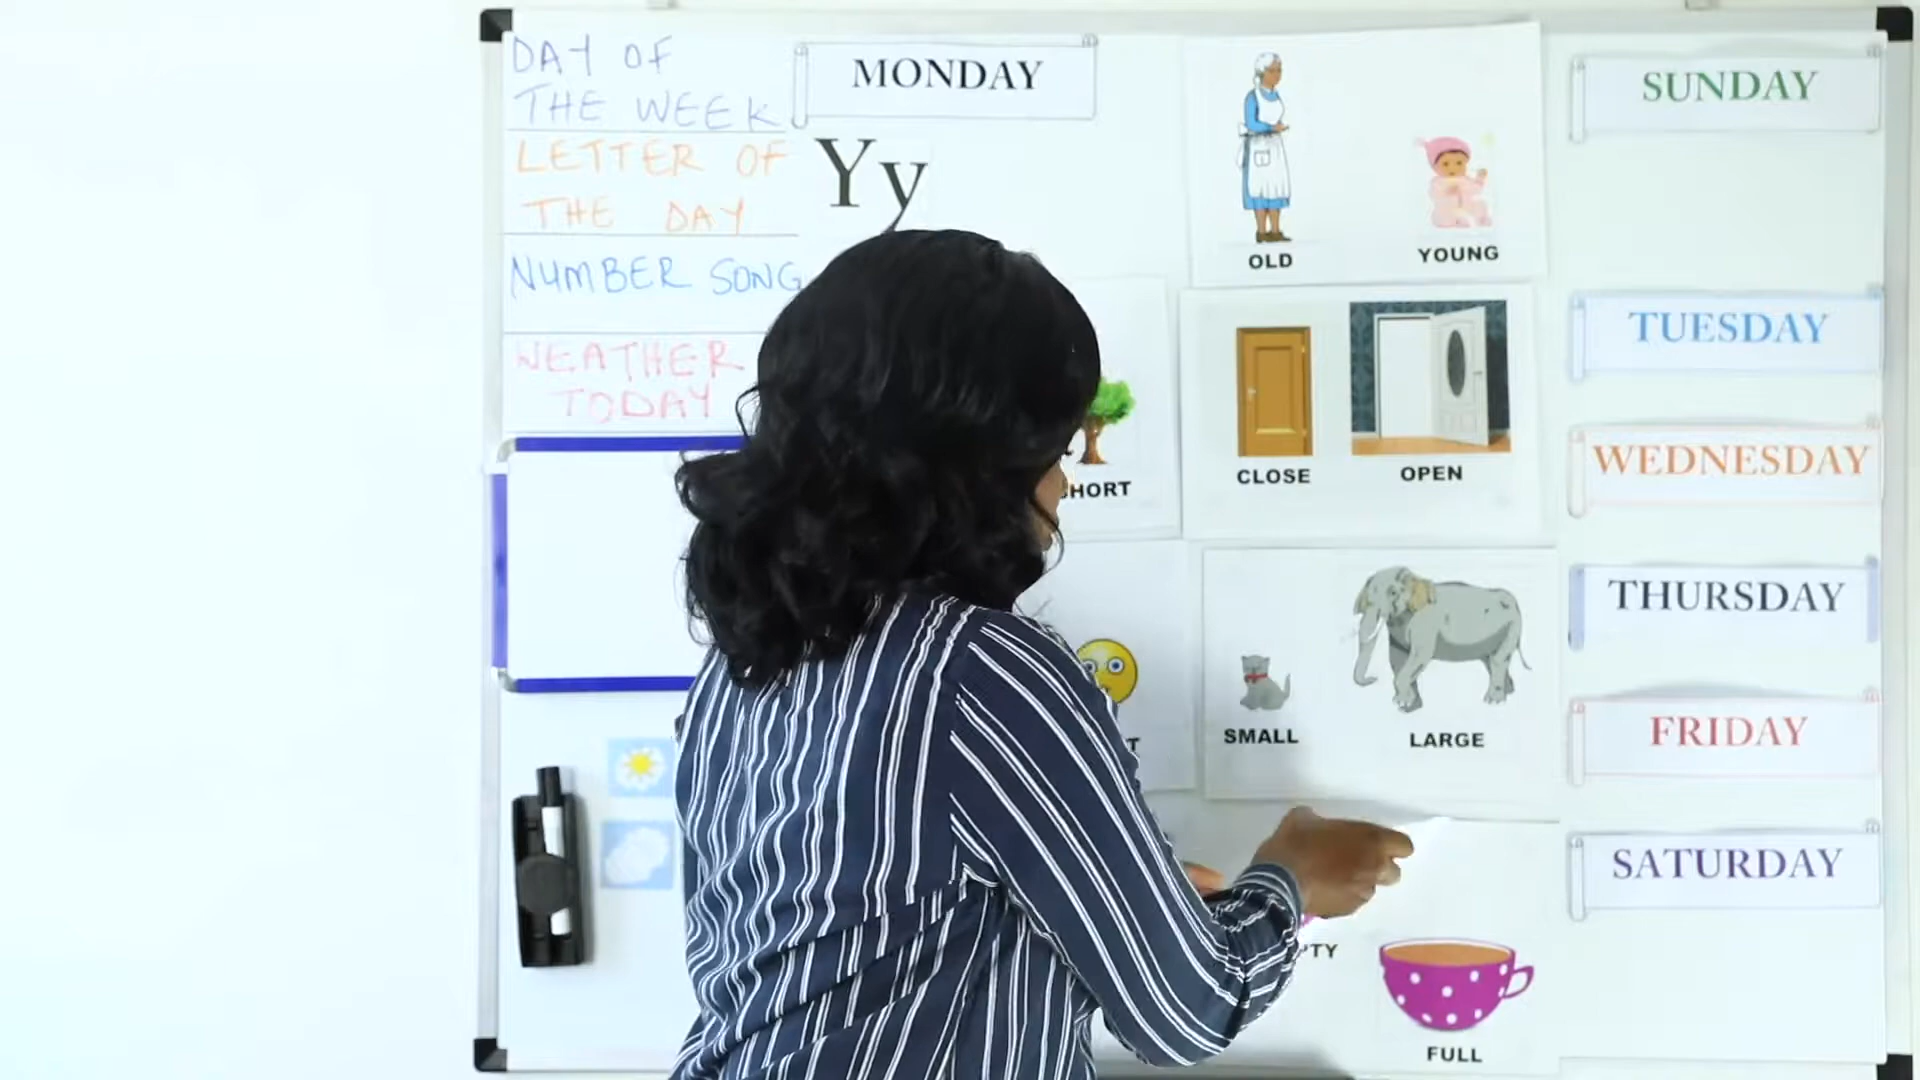 DAY OF
THE WEEK
LETTER OF
THE DAY
NUMBER SONG
WEATHER
TODAY
MONDAY
Yy
OLD
YOUNG
SHORT
CLOSE
OPEN
SMALL
LARGE
FULL
SUNDAY
TUESDAY
WEDNESDAY
THURSDAY
FRIDAY
SATURDAY